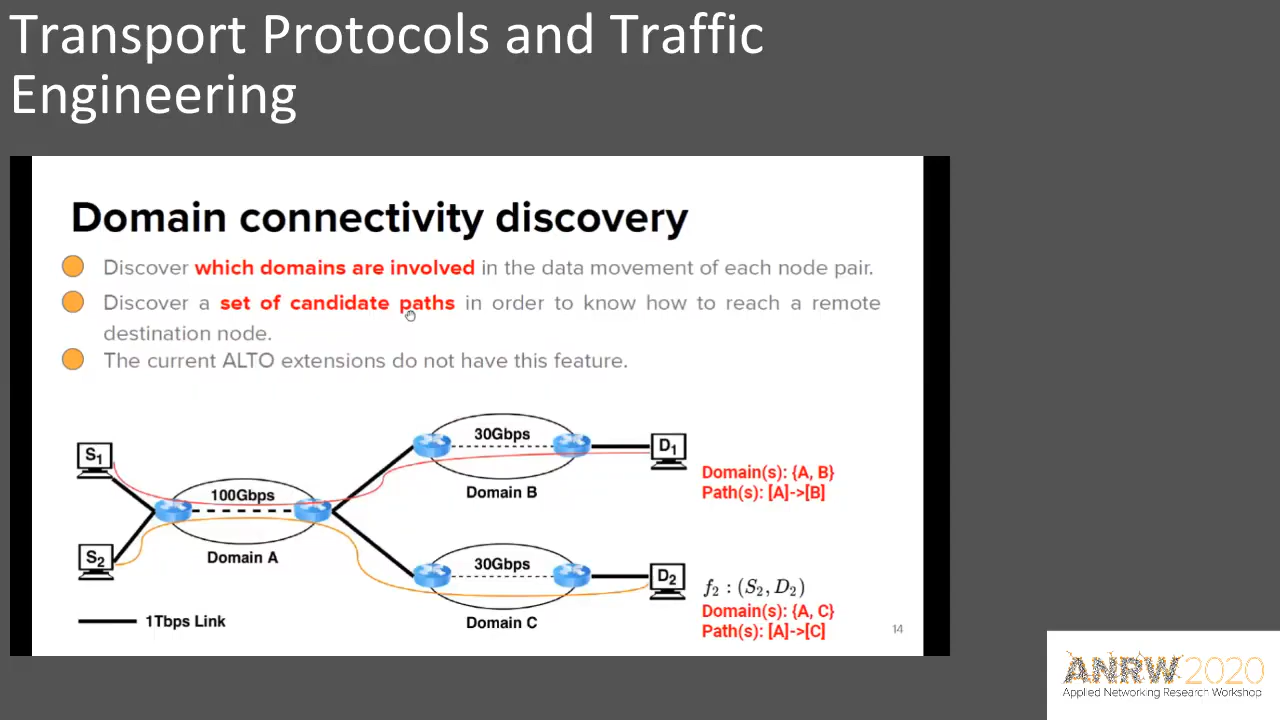 Transport Protocols and Traffic
Engineering
Domain connectivity discovery
Discover which domains are involved in the data movement of each node pair.
Discover a set of candidate paths in order to know how to reach a remote
destination node.
The current ALTO extensions do not have this feature.
S1
S2
100Gbps
Domain A
30Gbps
Domain B
D1
Domain(s): {A, B}
Path(s): [A]->[B]
30Gbps
Domain C
D2
f2 : (S2, D2)
Domain(s): {A, C}
Path(s): [A]->[C]
1Tbps Link
14
ANRW2020
Applied Networking Research Workshop